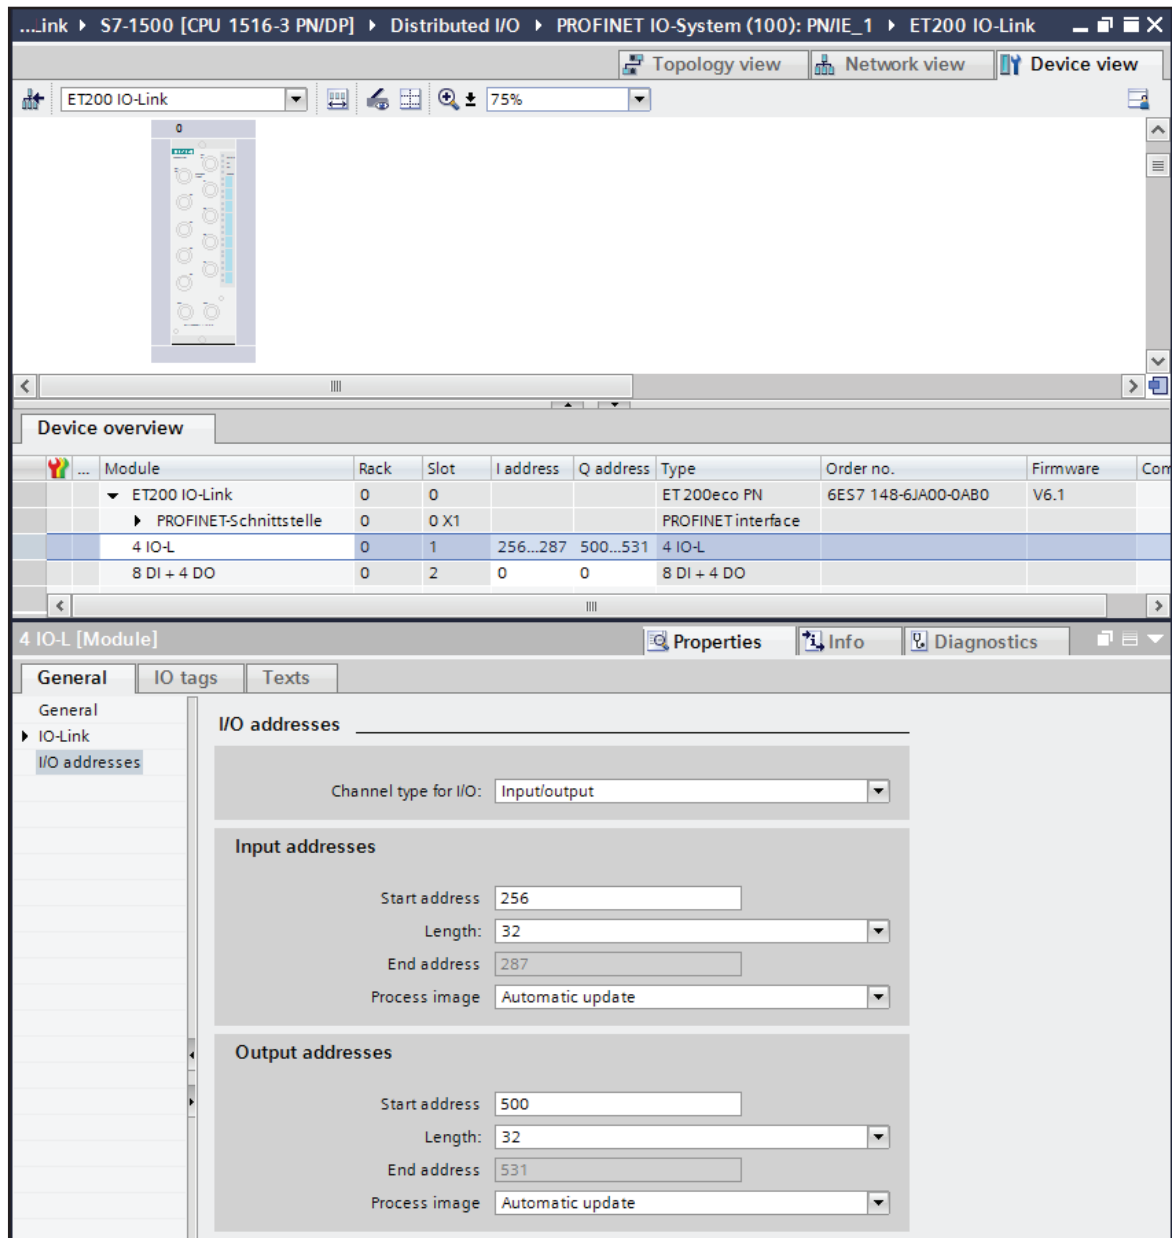 ...ink ▸ S7-1500 [CPU 1516-3 PN/DP] ▸ Distributed I/O ▸ PROFINET IO-System (100): PN/IE_1 ▸ ET200 IO-Link
Topology view Network view Device view
ET200 IO-Link 75%
0
Device overview
... Module Rack Slot I address Q address Type Order no. Firmware Com
ET200 IO-Link 0 0 ET 200eco PN 6ES7 148-6JA00-0AB0 V6.1
PROFINET-Schnittstelle 0 0 X1 PROFINET interface
4 IO-L 0 1 256...287 500...531 4 IO-L
8 DI + 4 DO 0 2 0 0 8 DI + 4 DO
4 IO-L [Module] Properties Info Diagnostics
General IO tags Texts
General
IO-Link
I/O addresses
I/O addresses
Channel type for I/O: Input/output
Input addresses
Start address 256
Length: 32
End address 287
Process image Automatic update
Output addresses
Start address 500
Length: 32
End address 531
Process image Automatic update